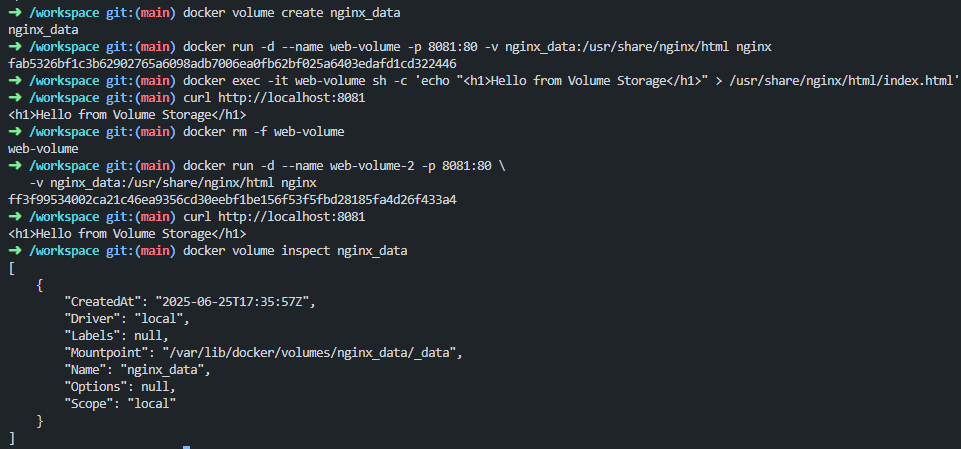 ➜ /workspace git:(main) docker volume create nginx_data
nginx_data
➜ /workspace git:(main) docker run -d --name web-volume -p 8081:80 -v nginx_data:/usr/share/nginx/html nginx
fab5326bf1c3b62902765a6098adb7006ea0fb62bf025a6403edafd1cd322446
➜ /workspace git:(main) docker exec -it web-volume sh -c 'echo "<h1>Hello from Volume Storage</h1>" > /usr/share/nginx/html/index.html'
➜ /workspace git:(main) curl http://localhost:8081
<h1>Hello from Volume Storage</h1>
➜ /workspace git:(main) docker rm -f web-volume
web-volume
➜ /workspace git:(main) docker run -d --name web-volume-2 -p 8081:80 \
   -v nginx_data:/usr/share/nginx/html nginx
ff3f99534002ca21c46ea9356cd30eebf1be156f53f5fbd28185fa4d26f433a4
➜ /workspace git:(main) curl http://localhost:8081
<h1>Hello from Volume Storage</h1>
➜ /workspace git:(main) docker volume inspect nginx_data
[
    {
        "CreatedAt": "2025-06-25T17:35:57Z",
        "Driver": "local",
        "Labels": null,
        "Mountpoint": "/var/lib/docker/volumes/nginx_data/_data",
        "Name": "nginx_data",
        "Options": null,
        "Scope": "local"
    }
]